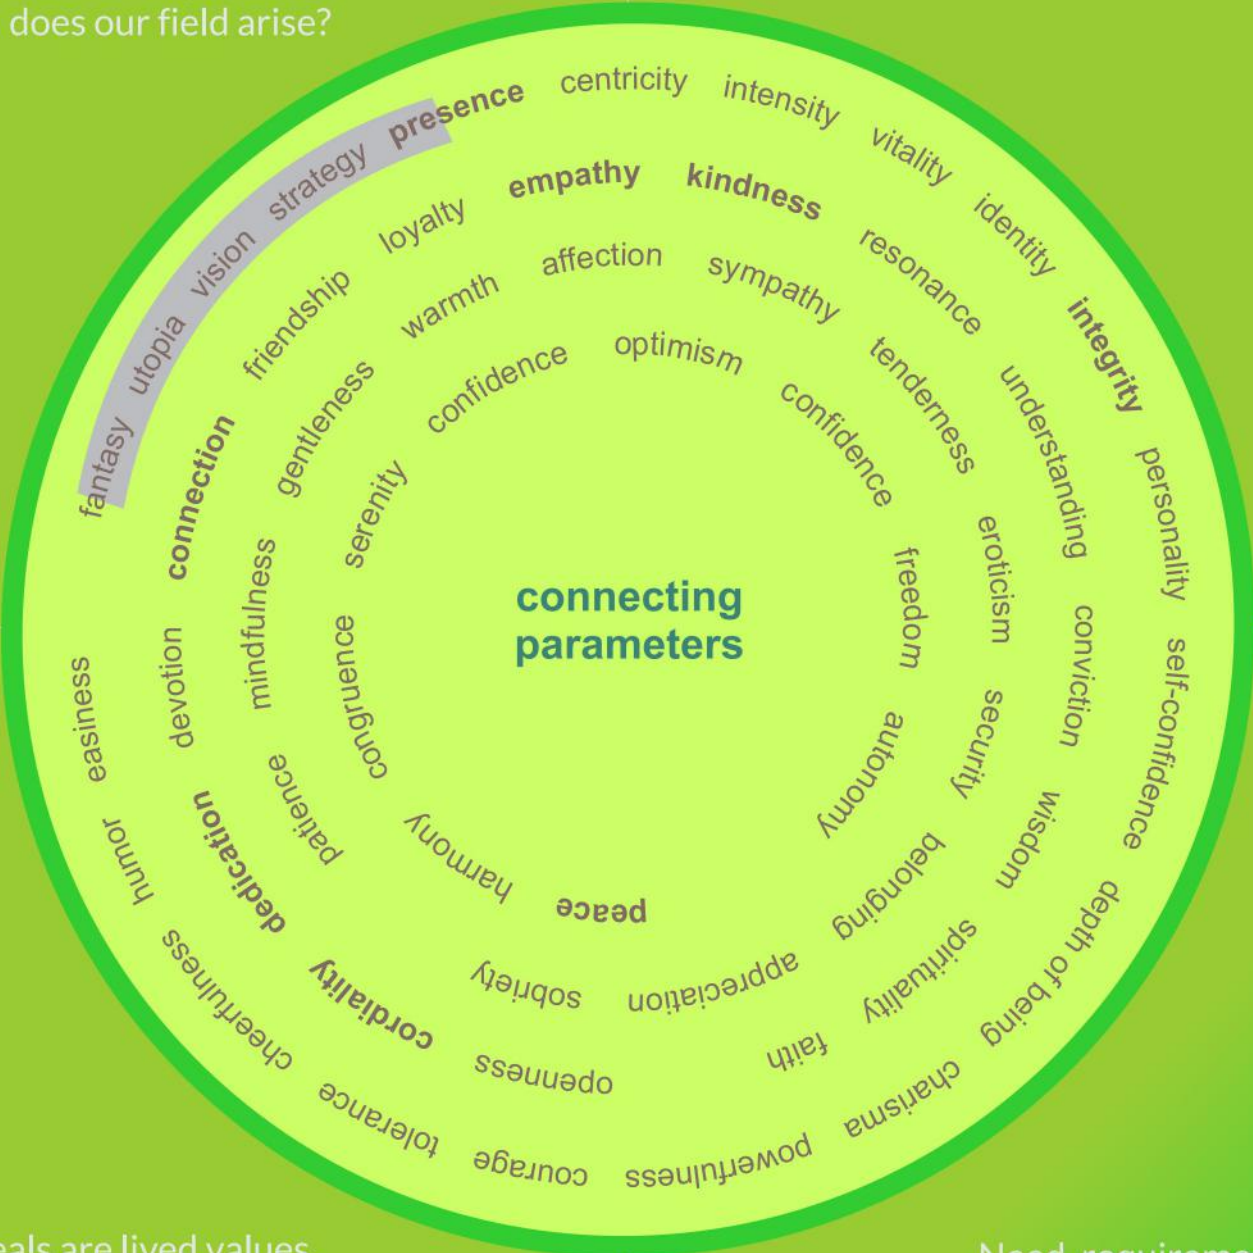 does our field arise?
fantasy utopia vision strategy presence centricity intensity vitality identity integrity personality self-confidence depth of being charisma powerfulness courage tolerance cheerfulness humor easiness
connection friendship loyalty empathy kindness resonance understanding conviction wisdom spirituality faith openness cordiality dedication devotion
mindfulness gentleness warmth affection sympathy tenderness eroticism security belonging appreciation sobriety patience
congruence serenity confidence optimism confidence freedom autonomy peace harmony
connecting
parameters
are lived values
Need